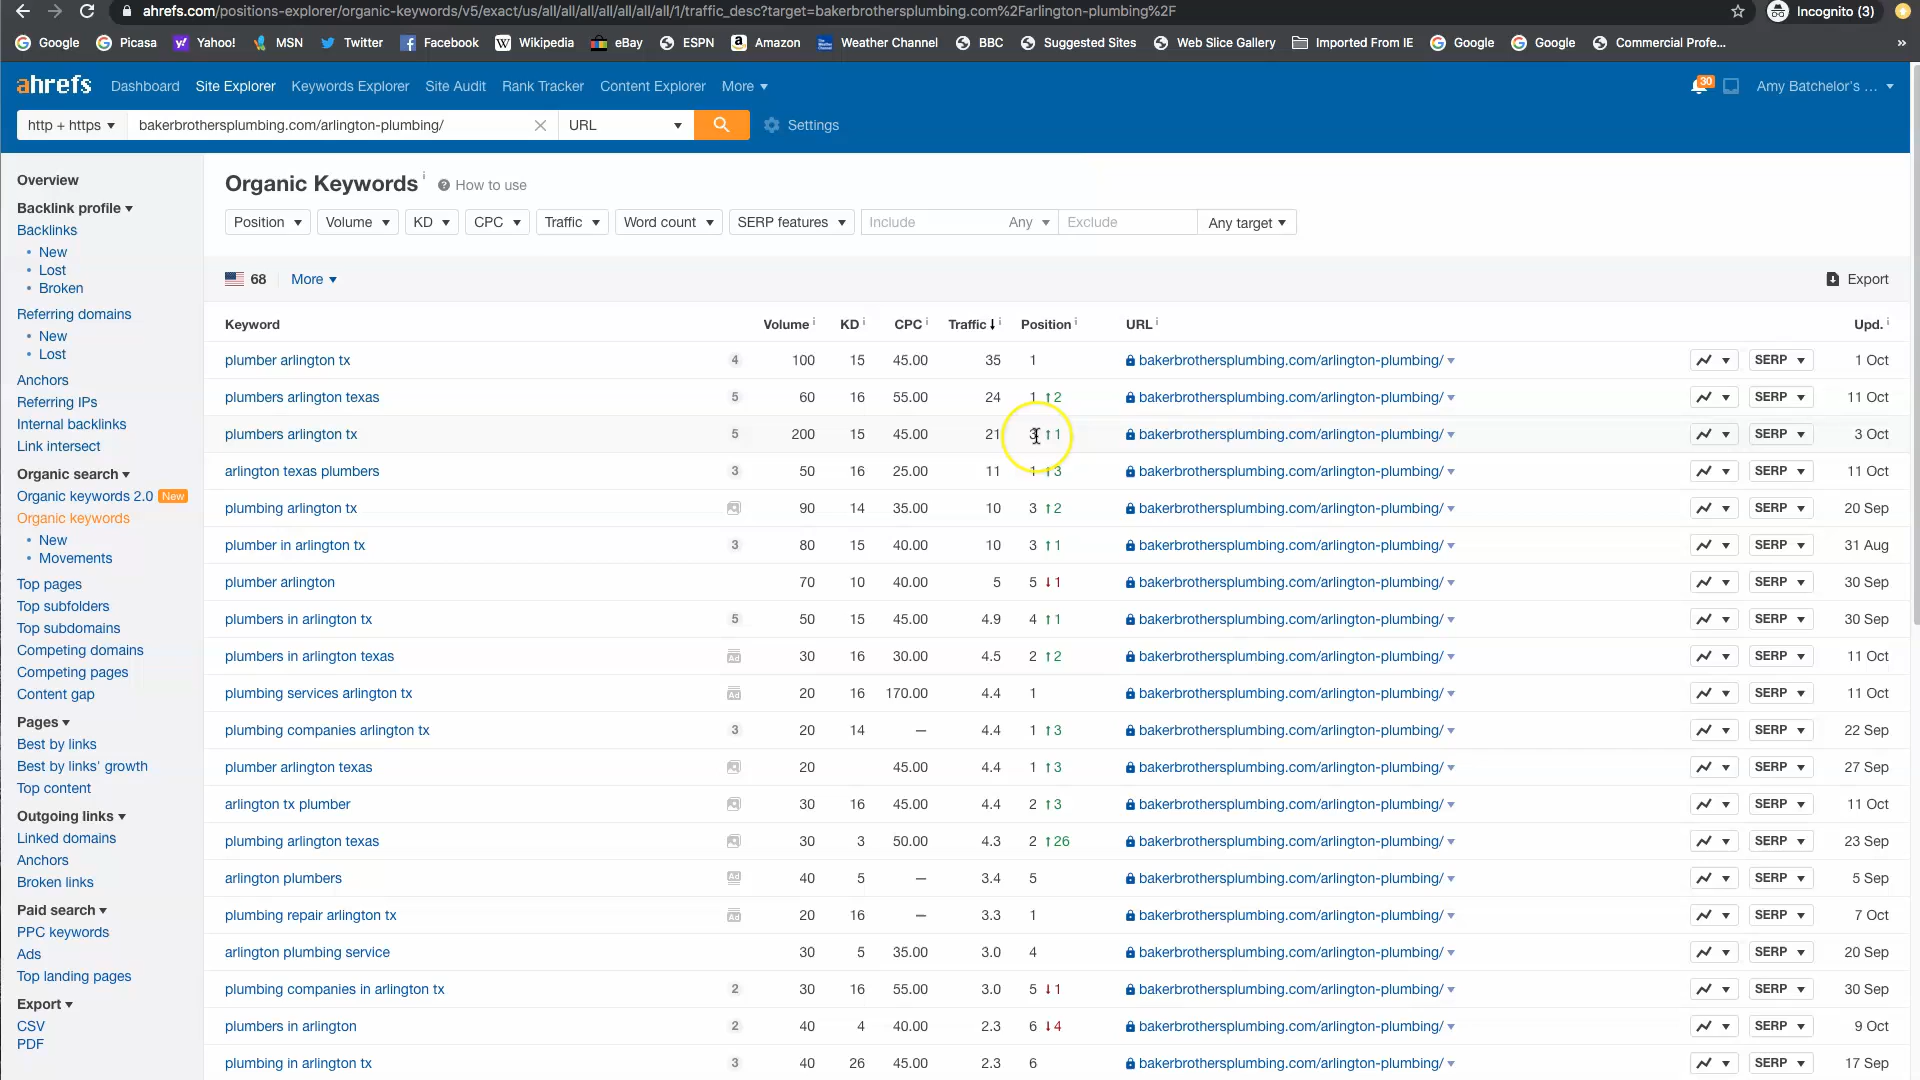 ahrefs.com/positions-explorer/organic-keywords/v5/exact/us/all/all/all/all/all/all/all/1/traffic_desc?target=bakerbrothersplumbing.com%2Farlington-plumbing%2F
Incognito (3)
Google Picasa Yahoo! MSN Twitter Facebook Wikipedia eBay ESPN Amazon Weather Channel BBC Suggested Sites Web Slice Gallery Imported From IE Google Google Commercial Profe... »
ahrefs Dashboard Site Explorer Keywords Explorer Site Audit Rank Tracker Content Explorer More 30 Amy Batchelor's ...
http + https bakerbrothersplumbing.com/arlington-plumbing/ URL Settings
Overview
Backlink profile
Backlinks
• New
• Lost
• Broken
Referring domains
• New
• Lost
Anchors
Referring IPs
Internal backlinks
Link intersect
Organic search
Organic keywords 2.0 New
Organic keywords
• New
• Movements
Top pages
Top subfolders
Top subdomains
Competing domains
Competing pages
Content gap
Pages
Best by links
Best by links' growth
Top content
Outgoing links
Linked domains
Anchors
Broken links
Paid search
PPC keywords
Ads
Top landing pages
Export
CSV
PDF
Organic Keywords i ? How to use
Position Volume KD CPC Traffic Word count SERP features Include Any Exclude Any target
68 More Export
Keyword Volume i KD i CPC i Traffic ↓ i Position i URL i Upd. i
plumber arlington tx 4 100 15 45.00 35 1 bakerbrothersplumbing.com/arlington-plumbing/ SERP 1 Oct
plumbers arlington texas 5 60 16 55.00 24 1 ↑2 bakerbrothersplumbing.com/arlington-plumbing/ SERP 11 Oct
plumbers arlington tx 5 200 15 45.00 21 3 ↑1 bakerbrothersplumbing.com/arlington-plumbing/ SERP 3 Oct
arlington texas plumbers 3 50 16 25.00 11 1 ↑3 bakerbrothersplumbing.com/arlington-plumbing/ SERP 11 Oct
plumbing arlington tx 90 14 35.00 10 3 ↑2 bakerbrothersplumbing.com/arlington-plumbing/ SERP 20 Sep
plumber in arlington tx 3 80 15 40.00 10 3 ↑1 bakerbrothersplumbing.com/arlington-plumbing/ SERP 31 Aug
plumber arlington 70 10 40.00 5 5 ↓1 bakerbrothersplumbing.com/arlington-plumbing/ SERP 30 Sep
plumbers in arlington tx 5 50 15 45.00 4.9 4 ↑1 bakerbrothersplumbing.com/arlington-plumbing/ SERP 30 Sep
plumbers in arlington texas Ad 30 16 30.00 4.5 2 ↑2 bakerbrothersplumbing.com/arlington-plumbing/ SERP 11 Oct
plumbing services arlington tx Ad 20 16 170.00 4.4 1 bakerbrothersplumbing.com/arlington-plumbing/ SERP 11 Oct
plumbing companies arlington tx 3 20 14 — 4.4 1 ↑3 bakerbrothersplumbing.com/arlington-plumbing/ SERP 22 Sep
plumber arlington texas 20 45.00 4.4 1 ↑3 bakerbrothersplumbing.com/arlington-plumbing/ SERP 27 Sep
arlington tx plumber 30 16 45.00 4.4 2 ↑3 bakerbrothersplumbing.com/arlington-plumbing/ SERP 11 Oct
plumbing arlington texas 30 3 50.00 4.3 2 ↑26 bakerbrothersplumbing.com/arlington-plumbing/ SERP 23 Sep
arlington plumbers Ad 40 5 — 3.4 5 bakerbrothersplumbing.com/arlington-plumbing/ SERP 5 Sep
plumbing repair arlington tx Ad 20 16 — 3.3 1 bakerbrothersplumbing.com/arlington-plumbing/ SERP 7 Oct
arlington plumbing service 30 5 35.00 3.0 4 bakerbrothersplumbing.com/arlington-plumbing/ SERP 20 Sep
plumbing companies in arlington tx 2 30 16 55.00 3.0 5 ↓1 bakerbrothersplumbing.com/arlington-plumbing/ SERP 30 Sep
plumbers in arlington 2 40 4 40.00 2.3 6 ↓4 bakerbrothersplumbing.com/arlington-plumbing/ SERP 9 Oct
plumbing in arlington tx 3 40 26 45.00 2.3 6 bakerbrothersplumbing.com/arlington-plumbing/ SERP 17 Sep